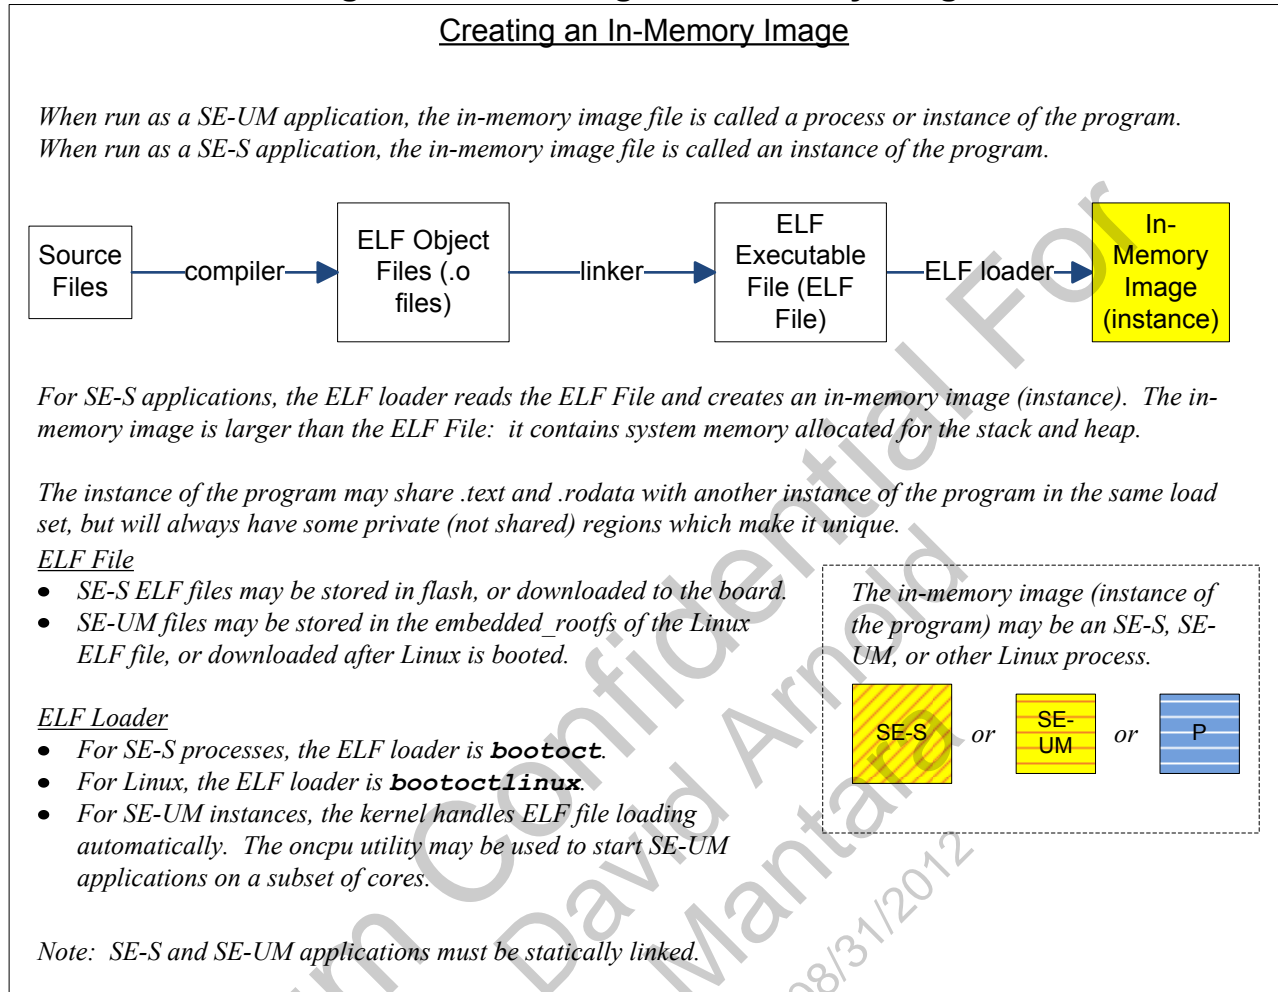 Creating an In-Memory Image
When run as a SE-UM application, the in-memory image file is called a process or instance of the program.
When run as a SE-S application, the in-memory image file is called an instance of the program.
Source
Files
compiler
ELF Object
Files (.o
files)
linker
ELF
Executable
File (ELF
File)
ELF loader
In-
Memory
Image
(instance)
For SE-S applications, the ELF loader reads the ELF File and creates an in-memory image (instance). The in-
memory image is larger than the ELF File: it contains system memory allocated for the stack and heap.
The instance of the program may share .text and .rodata with another instance of the program in the same load
set, but will always have some private (not shared) regions which make it unique.
ELF File
• SE-S ELF files may be stored in flash, or downloaded to the board.
• SE-UM files may be stored in the embedded_rootfs of the Linux
ELF file, or downloaded after Linux is booted.
The in-memory image (instance of
the program) may be an SE-S, SE-
UM, or other Linux process.
SE-S
or
SE-
UM
or
P
ELF Loader
• For SE-S processes, the ELF loader is bootoct.
• For Linux, the ELF loader is bootoctlinux.
• For SE-UM instances, the kernel handles ELF file loading
automatically. The oncpu utility may be used to start SE-UM
applications on a subset of cores.
Note: SE-S and SE-UM applications must be statically linked.
Confidential For
David Arnold
Mantara
08/31/2012